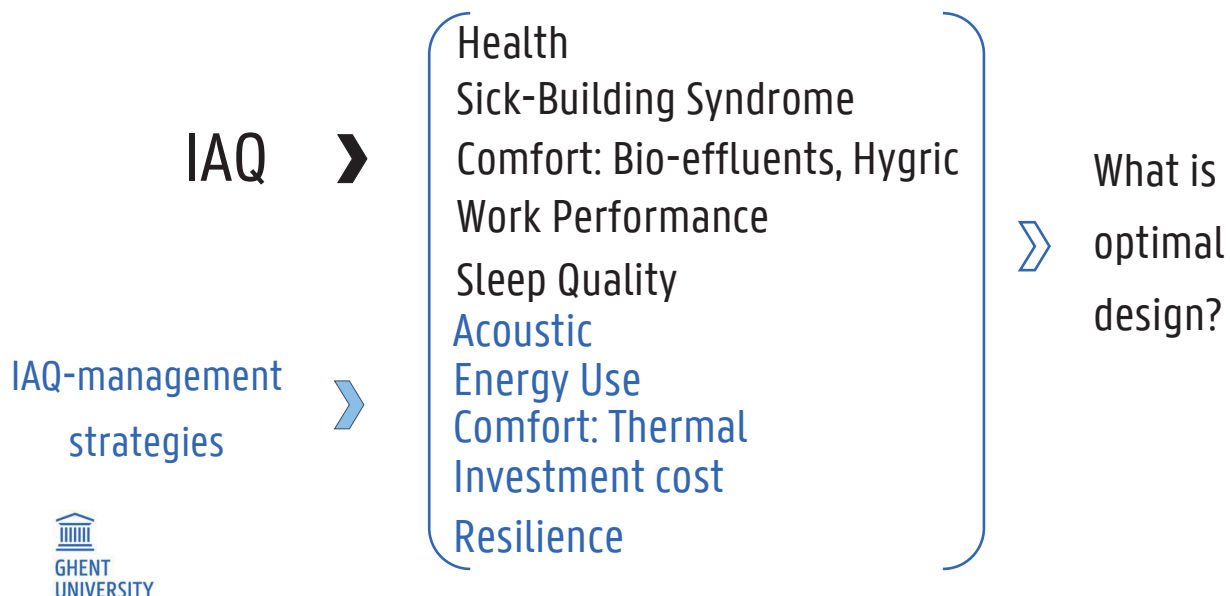 IAQ
Health
Sick-Building Syndrome
Comfort: Bio-effluents, Hygric
Work Performance
Sleep Quality
IAQ-management
strategies
Acoustic
Energy Use
Comfort: Thermal
Investment cost
Resilience
What is
optimal
design?
GHENT
UNIVERSITY